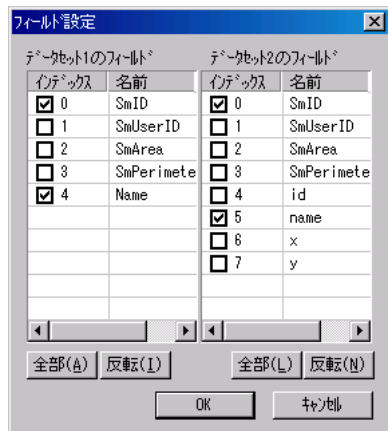 ﾌｨｰﾙﾄﾞ設定
ﾃﾞｰﾀｾｯﾄ1のﾌｨｰﾙﾄﾞ
ｲﾝﾃﾞｯｸｽ 名前
0 SmID
1 SmUserID
2 SmArea
3 SmPerimete
4 Name
全部(A) 反転(I)
ﾃﾞｰﾀｾｯﾄ2のﾌｨｰﾙﾄﾞ
ｲﾝﾃﾞｯｸｽ 名前
0 SmID
1 SmUserID
2 SmArea
3 SmPerimete
4 id
5 name
6 x
7 y
全部(L) 反転(N)
OK ｷｬﾝｾﾙ